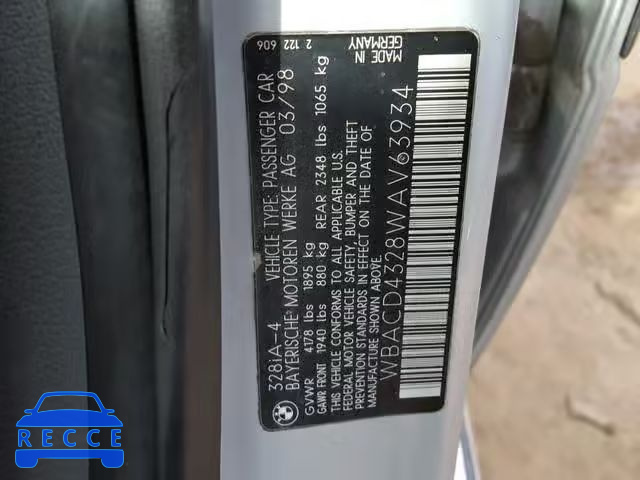 328iA-4 VEHICLE TYPE: PASSENGER CAR 2 122 606
BAYERISCHE MOTOREN WERKE AG 03/98
GVWR 4178 lbs 1895 kg
GAWR FRONT 1940 lbs 880 kg REAR 2348 lbs 1065 kg
THIS VEHICLE CONFORMS TO ALL APPLICABLE U.S.
FEDERAL MOTOR VEHICLE SAFETY, BUMPER AND THEFT
PREVENTION STANDARDS IN EFFECT ON THE DATE OF
MANUFACTURE SHOWN ABOVE.
MADE IN
GERMANY
WBACD4328WAV63934
RECCE